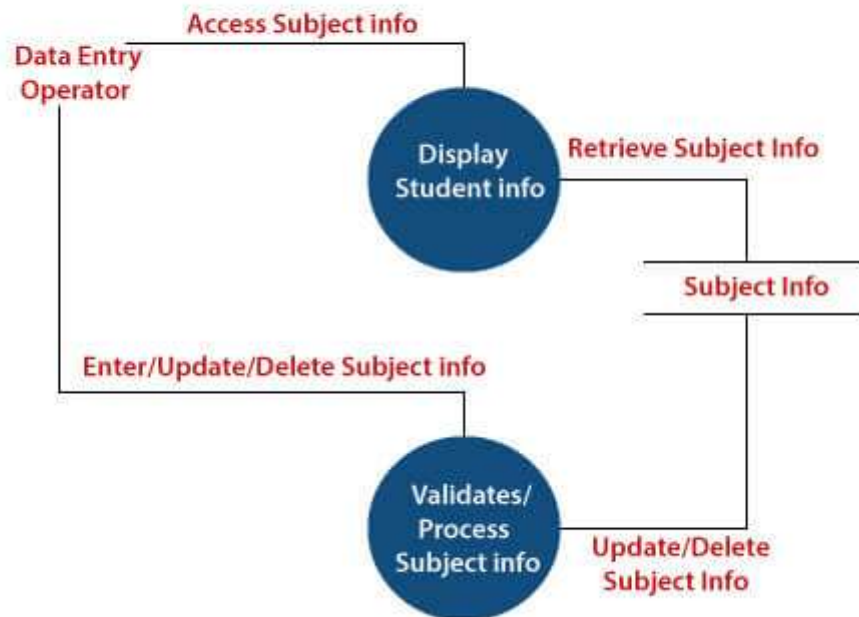 Access Subject info
Data Entry
Operator
Display
Student info
Retrieve Subject Info
Subject Info
Enter/Update/Delete Subject info
Validates/
Process
Subject info
Update/Delete
Subject Info